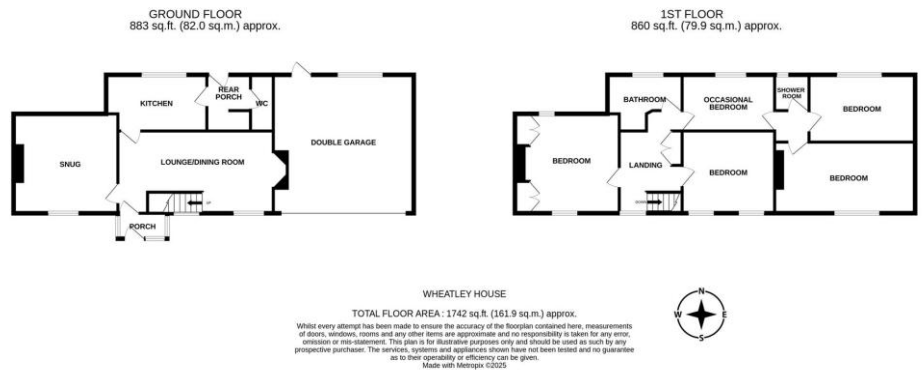 GROUND FLOOR
883 sq.ft. (82.0 sq.m.) approx.
KITCHEN
REAR
PORCH
WC
SNUG
LOUNGE/DINING ROOM
DOUBLE GARAGE
UP
PORCH
1ST FLOOR
860 sq.ft. (79.9 sq.m.) approx.
BATHROOM
OCCASIONAL
BEDROOM
SHOWER
ROOM
BEDROOM
BEDROOM
LANDING
BEDROOM
BEDROOM
DOWN
WHEATLEY HOUSE
TOTAL FLOOR AREA : 1742 sq.ft. (161.9 sq.m.) approx.
Whilst every attempt has been made to ensure the accuracy of the floorplan contained here, measurements
of doors, windows, rooms and any other items are approximate and no responsibility is taken for any error,
omission or mis-statement. This plan is for illustrative purposes only and should be used as such by any
prospective purchaser. The services, systems and appliances shown have not been tested and no guarantee
as to their operability or efficiency can be given.
Made with Metropix ©2025
N
W E
S